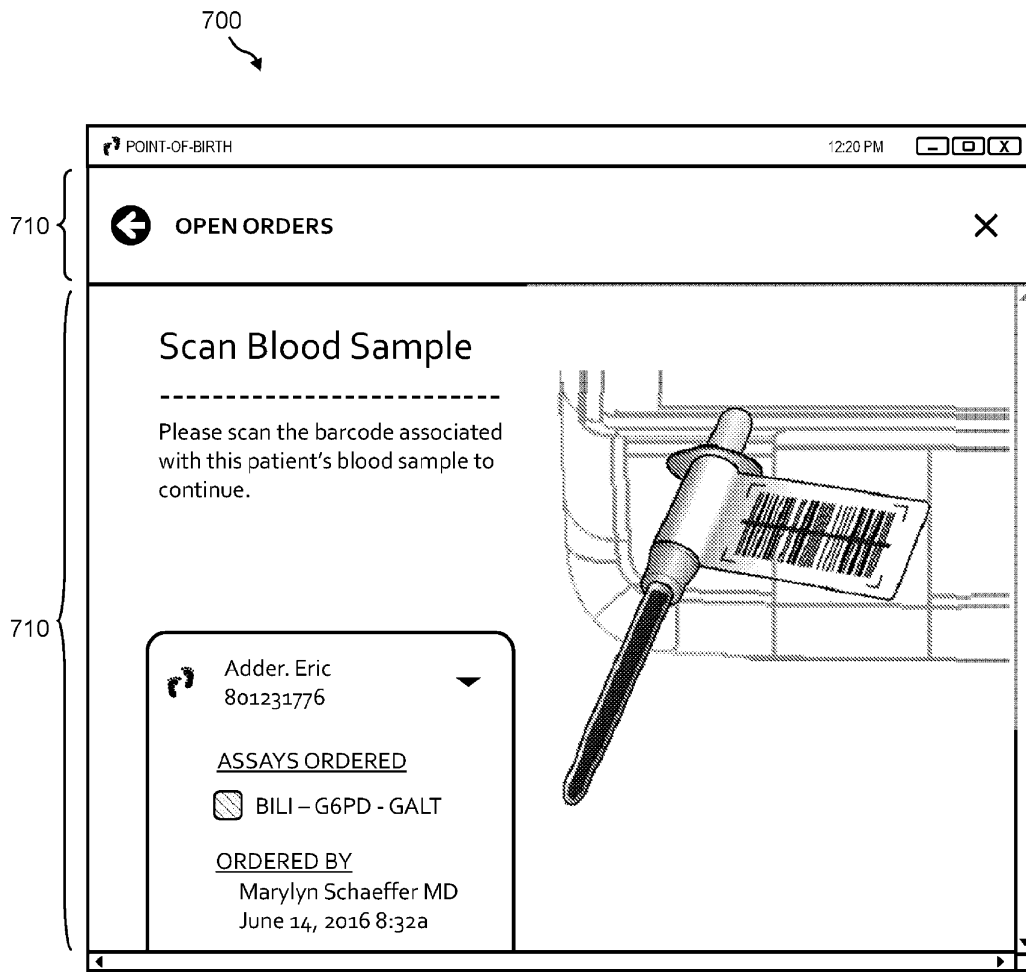 700
POINT-OF-BIRTH 12:20 PM
710
OPEN ORDERS
Scan Blood Sample
Please scan the barcode associated
with this patient's blood sample to
continue.
710
Adder. Eric
801231776
ASSAYS ORDERED
BILI – G6PD - GALT
ORDERED BY
Marylyn Schaeffer MD
June 14, 2016 8:32a